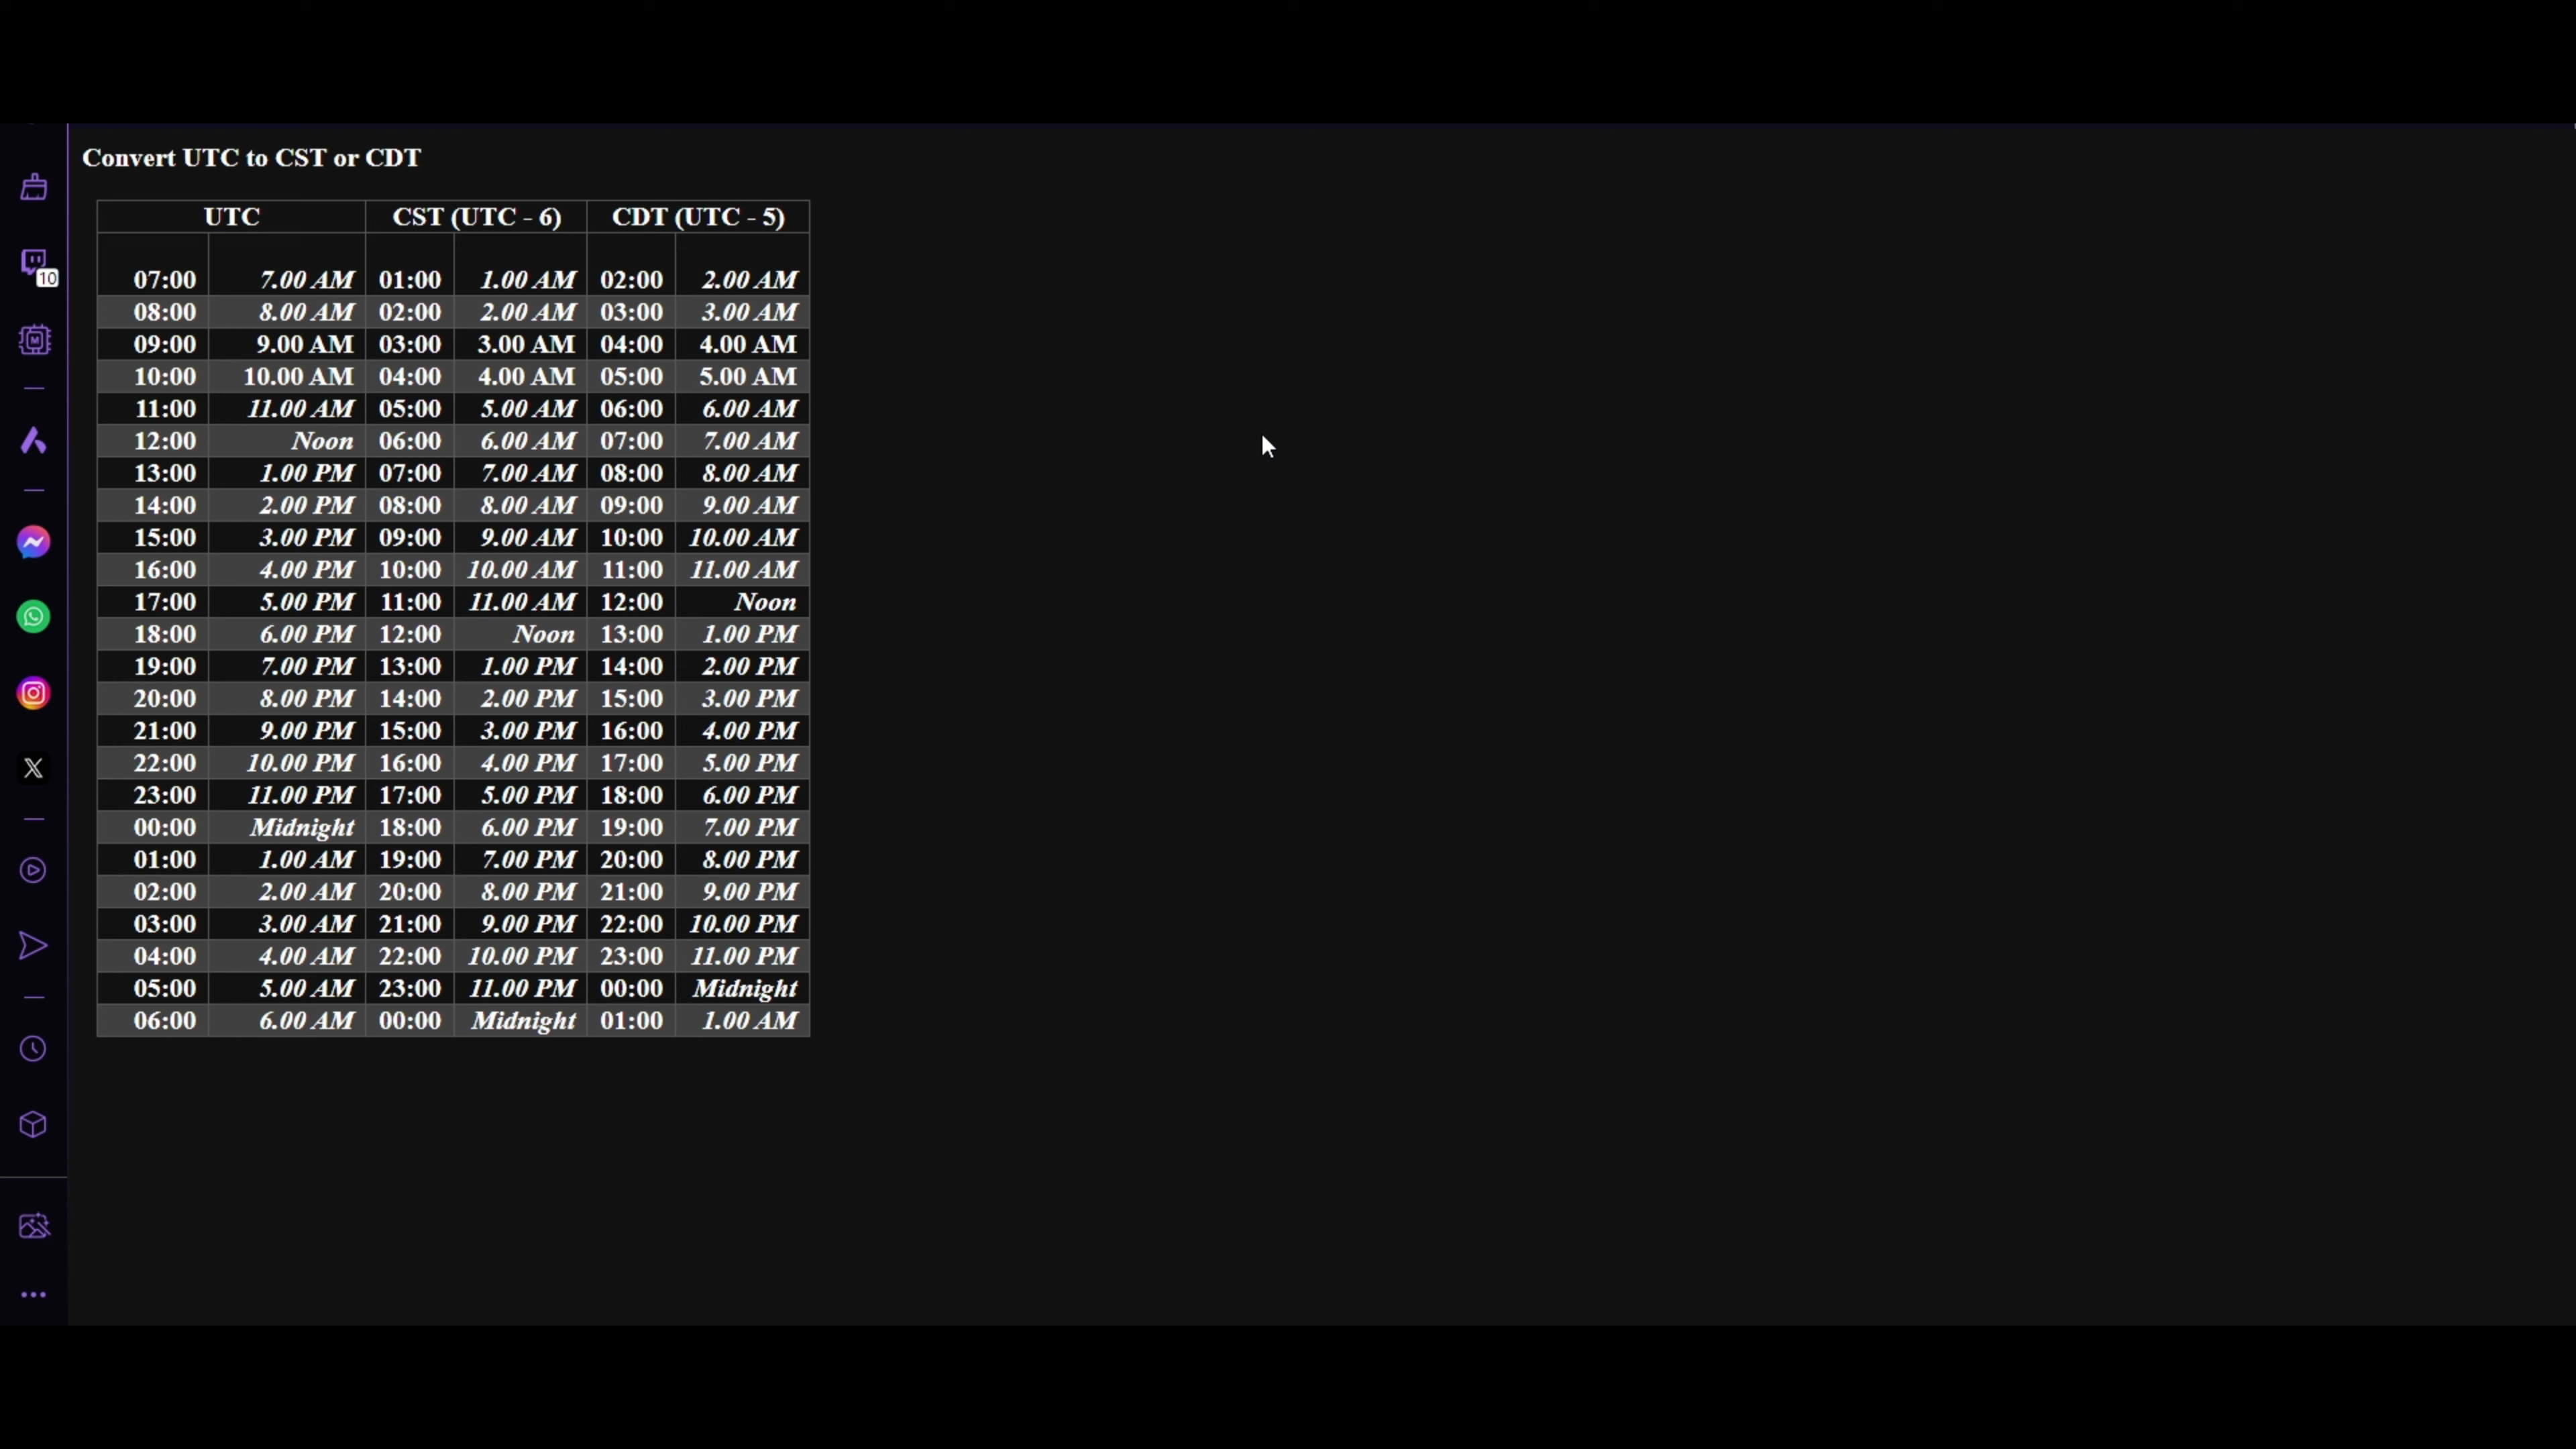 Convert UTC to CST or CDT
UTC CST (UTC - 6) CDT (UTC - 5)
07:00 7.00 AM 01:00 1.00 AM 02:00 2.00 AM
10
08:00 8.00 AM 02:00 2.00 AM 03:00 3.00 AM
09:00 9.00 AM 03:00 3.00 AM 04:00 4.00 AM
M
10:00 10.00 AM 04:00 4.00 AM 05:00 5.00 AM
11:00 11.00 AM 05:00 5.00 AM 06:00 6.00 AM
12:00 Noon 06:00 6.00 AM 07:00 7.00 AM
13:00 1.00 PM 07:00 7.00 AM 08:00 8.00 AM
14:00 2.00 PM 08:00 8.00 AM 09:00 9.00 AM
15:00 3.00 PM 09:00 9.00 AM 10:00 10.00 AM
16:00 4.00 PM 10:00 10.00 AM 11:00 11.00 AM
17:00 5.00 PM 11:00 11.00 AM 12:00 Noon
18:00 6.00 PM 12:00 Noon 13:00 1.00 PM
19:00 7.00 PM 13:00 1.00 PM 14:00 2.00 PM
20:00 8.00 PM 14:00 2.00 PM 15:00 3.00 PM
21:00 9.00 PM 15:00 3.00 PM 16:00 4.00 PM
22:00 10.00 PM 16:00 4.00 PM 17:00 5.00 PM
23:00 11.00 PM 17:00 5.00 PM 18:00 6.00 PM
00:00 Midnight 18:00 6.00 PM 19:00 7.00 PM
01:00 1.00 AM 19:00 7.00 PM 20:00 8.00 PM
02:00 2.00 AM 20:00 8.00 PM 21:00 9.00 PM
03:00 3.00 AM 21:00 9.00 PM 22:00 10.00 PM
04:00 4.00 AM 22:00 10.00 PM 23:00 11.00 PM
05:00 5.00 AM 23:00 11.00 PM 00:00 Midnight
06:00 6.00 AM 00:00 Midnight 01:00 1.00 AM